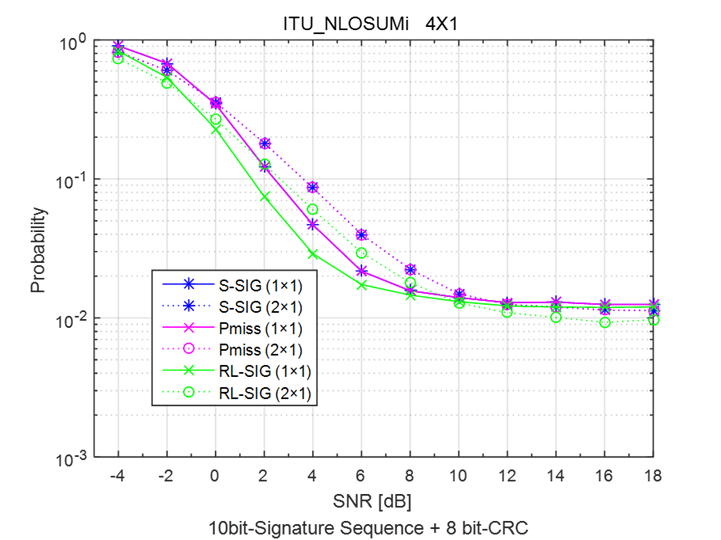 ITU_NLOSUMi 4X1
10^0
10^-1
10^-2
10^-3
Probability
S-SIG (1×1)
S-SIG (2×1)
Pmiss (1×1)
Pmiss (2×1)
RL-SIG (1×1)
RL-SIG (2×1)
-4 -2 0 2 4 6 8 10 12 14 16 18
SNR [dB]
10bit-Signature Sequence + 8 bit-CRC